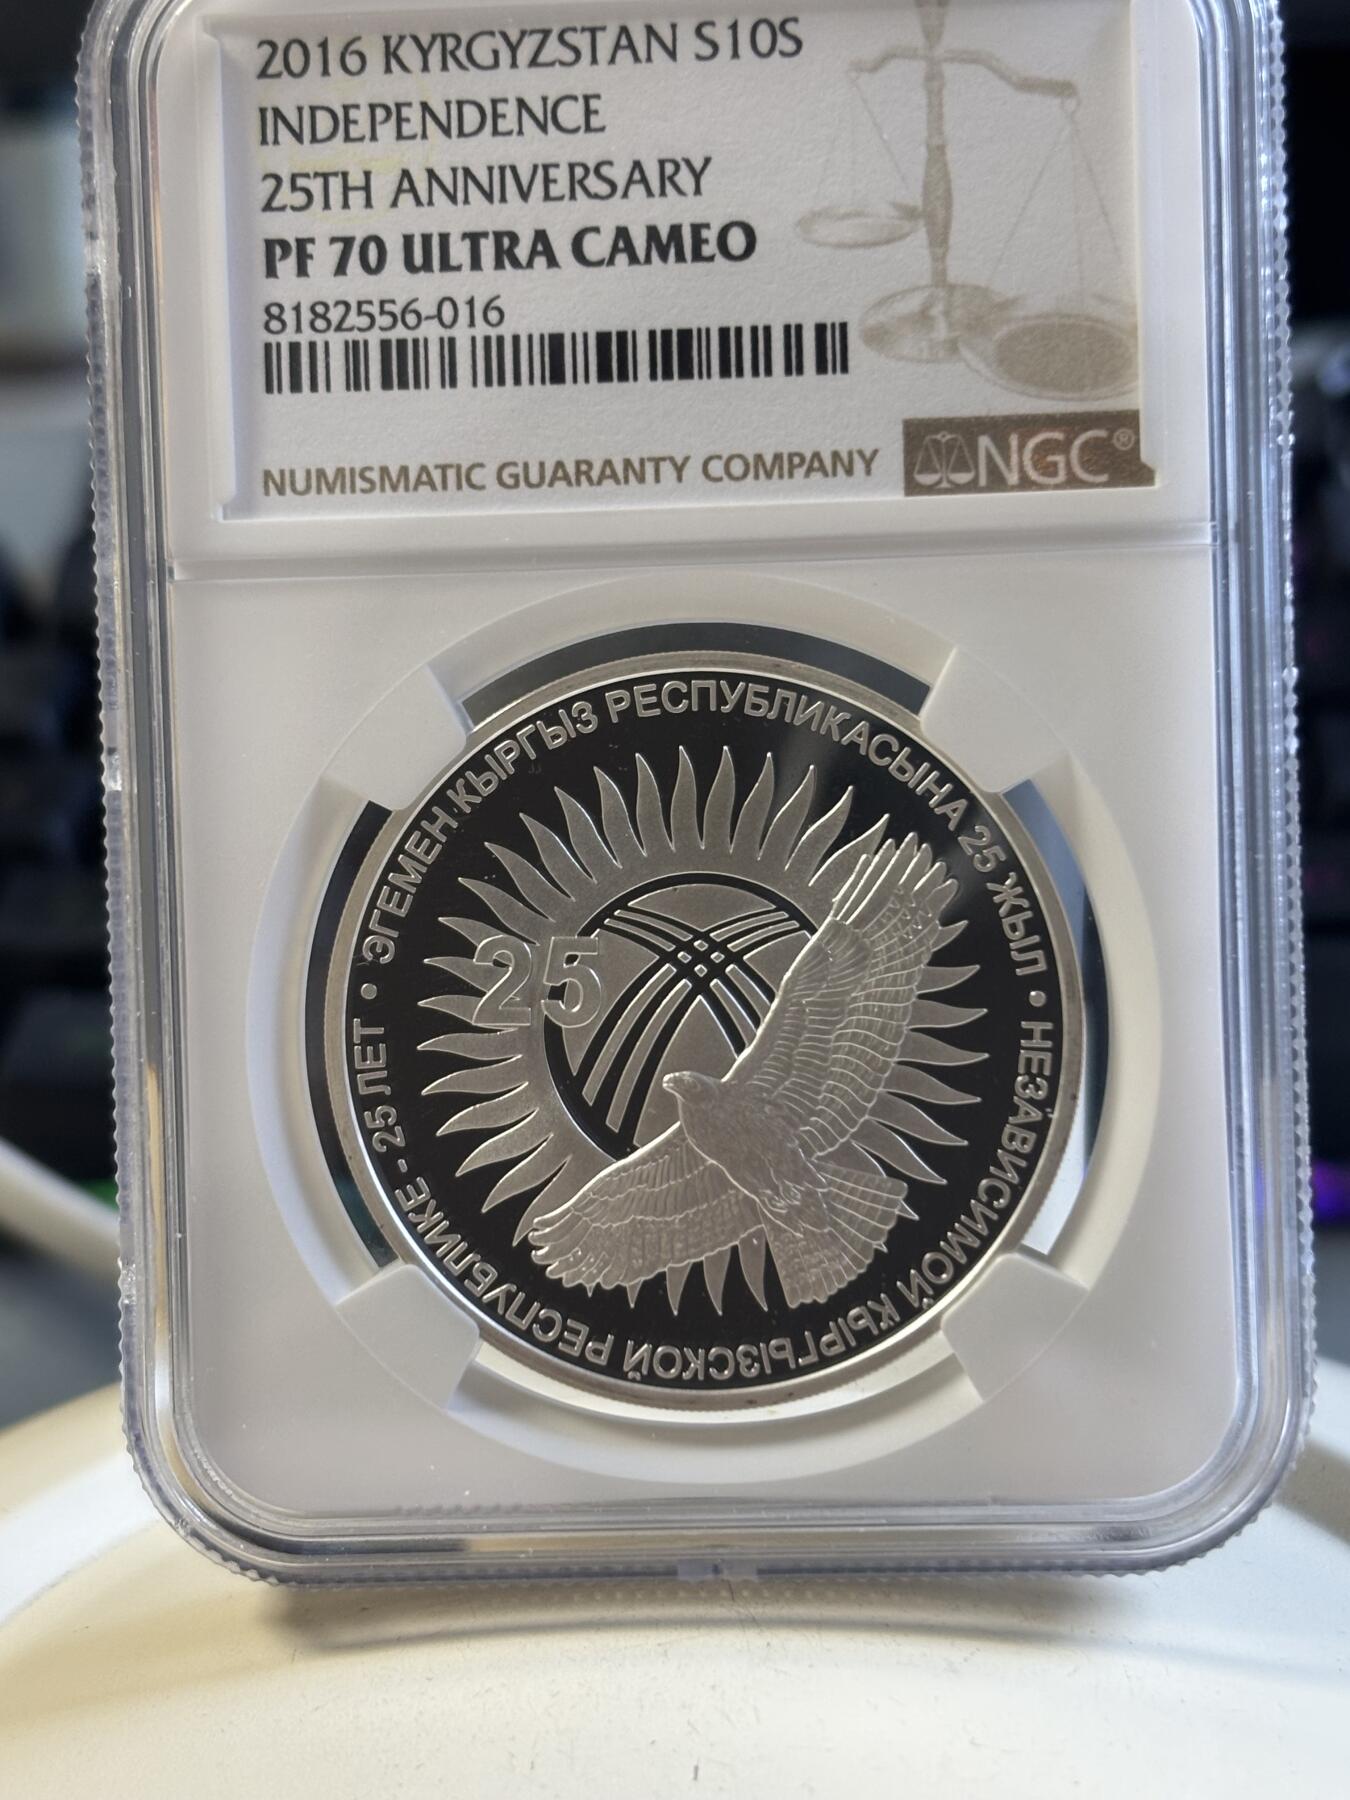 2016 KYRGYZSTAN S10S
INDEPENDENCE
25TH ANNIVERSARY
PF 70 ULTRA CAMEO
8182556-016
NUMISMATIC GUARANTY COMPANY
NGC®
ЭГЕМЕН КЫРГЫЗ РЕСПУБЛИКАСЫНА 25 ЖЫЛ •
НЕЗАВИСИМОЙ КЫРГЫЗСКОЙ РЕСПУБЛИКЕ - 25 ЛЕТ •
25